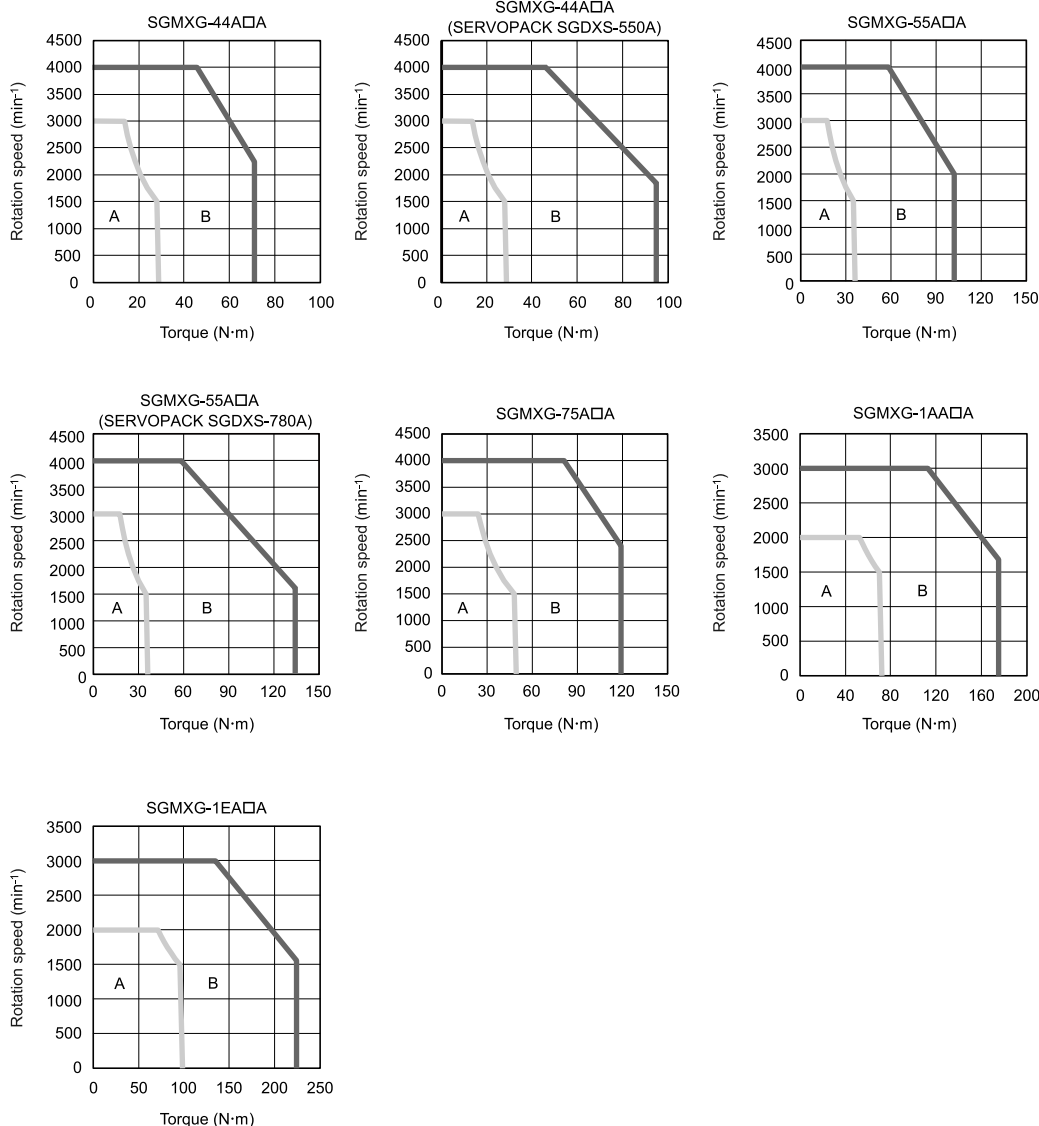 SGMXG-44A□A
Rotation speed (min-1)
4500
4000
3500
3000
2500
2000
1500
1000
500
0
A
B
0 20 40 60 80 100
Torque (N·m)
SGMXG-44A□A
(SERVOPACK SGDXS-550A)
Rotation speed (min-1)
4500
4000
3500
3000
2500
2000
1500
1000
500
0
A
B
0 20 40 60 80 100
Torque (N·m)
SGMXG-55A□A
Rotation speed (min-1)
4500
4000
3500
3000
2500
2000
1500
1000
500
0
A
B
0 30 60 90 120 150
Torque (N·m)
SGMXG-55A□A
(SERVOPACK SGDXS-780A)
Rotation speed (min-1)
4500
4000
3500
3000
2500
2000
1500
1000
500
0
A
B
0 30 60 90 120 150
Torque (N·m)
SGMXG-75A□A
Rotation speed (min-1)
4500
4000
3500
3000
2500
2000
1500
1000
500
0
A
B
0 30 60 90 120 150
Torque (N·m)
SGMXG-1AA□A
Rotation speed (min-1)
3500
3000
2500
2000
1500
1000
500
0
A
B
0 40 80 120 160 200
Torque (N·m)
SGMXG-1EA□A
Rotation speed (min-1)
3500
3000
2500
2000
1500
1000
500
0
A
B
0 50 100 150 200 250
Torque (N·m)